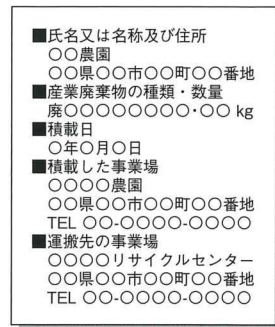 ■氏名又は名称及び住所
○○農園
○○県○○市○○町○○番地
■産業廃棄物の種類・数量
廃○○○○○○○○・○○ kg
■積載日
○年○月○日
■積載した事業場
○○○○農園
○○県○○市○○町○○番地
TEL ○○-○○○○-○○○○
■運搬先の事業場
○○○○リサイクルセンター
○○県○○市○○町○○番地
TEL ○○-○○○○-○○○○